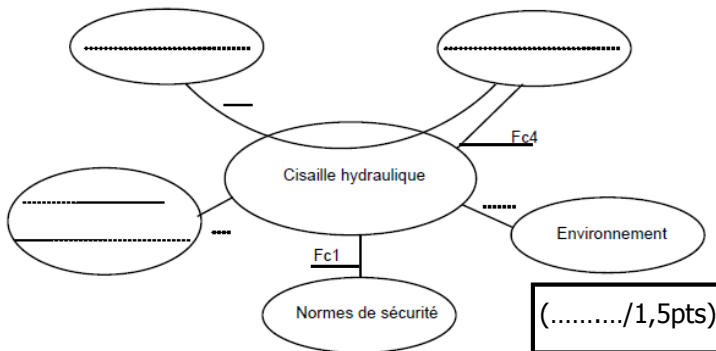 Fc4
Cisaille hydraulique
Environnement
Fc1
Normes de sécurité
(.........../1,5pts)